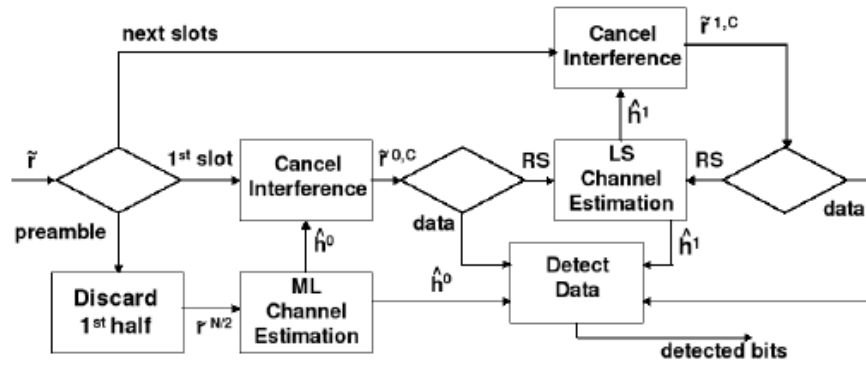 next slots
Cancel
Interference
r̃ 1,C
ĥ1
r̃
1st slot
Cancel
Interference
r̃ 0,C
RS
LS
Channel
Estimation
RS
preamble
data
data
ĥ0
ĥ1
Discard
1st half
r̃ N/2
ML
Channel
Estimation
ĥ0
Detect
Data
detected bits